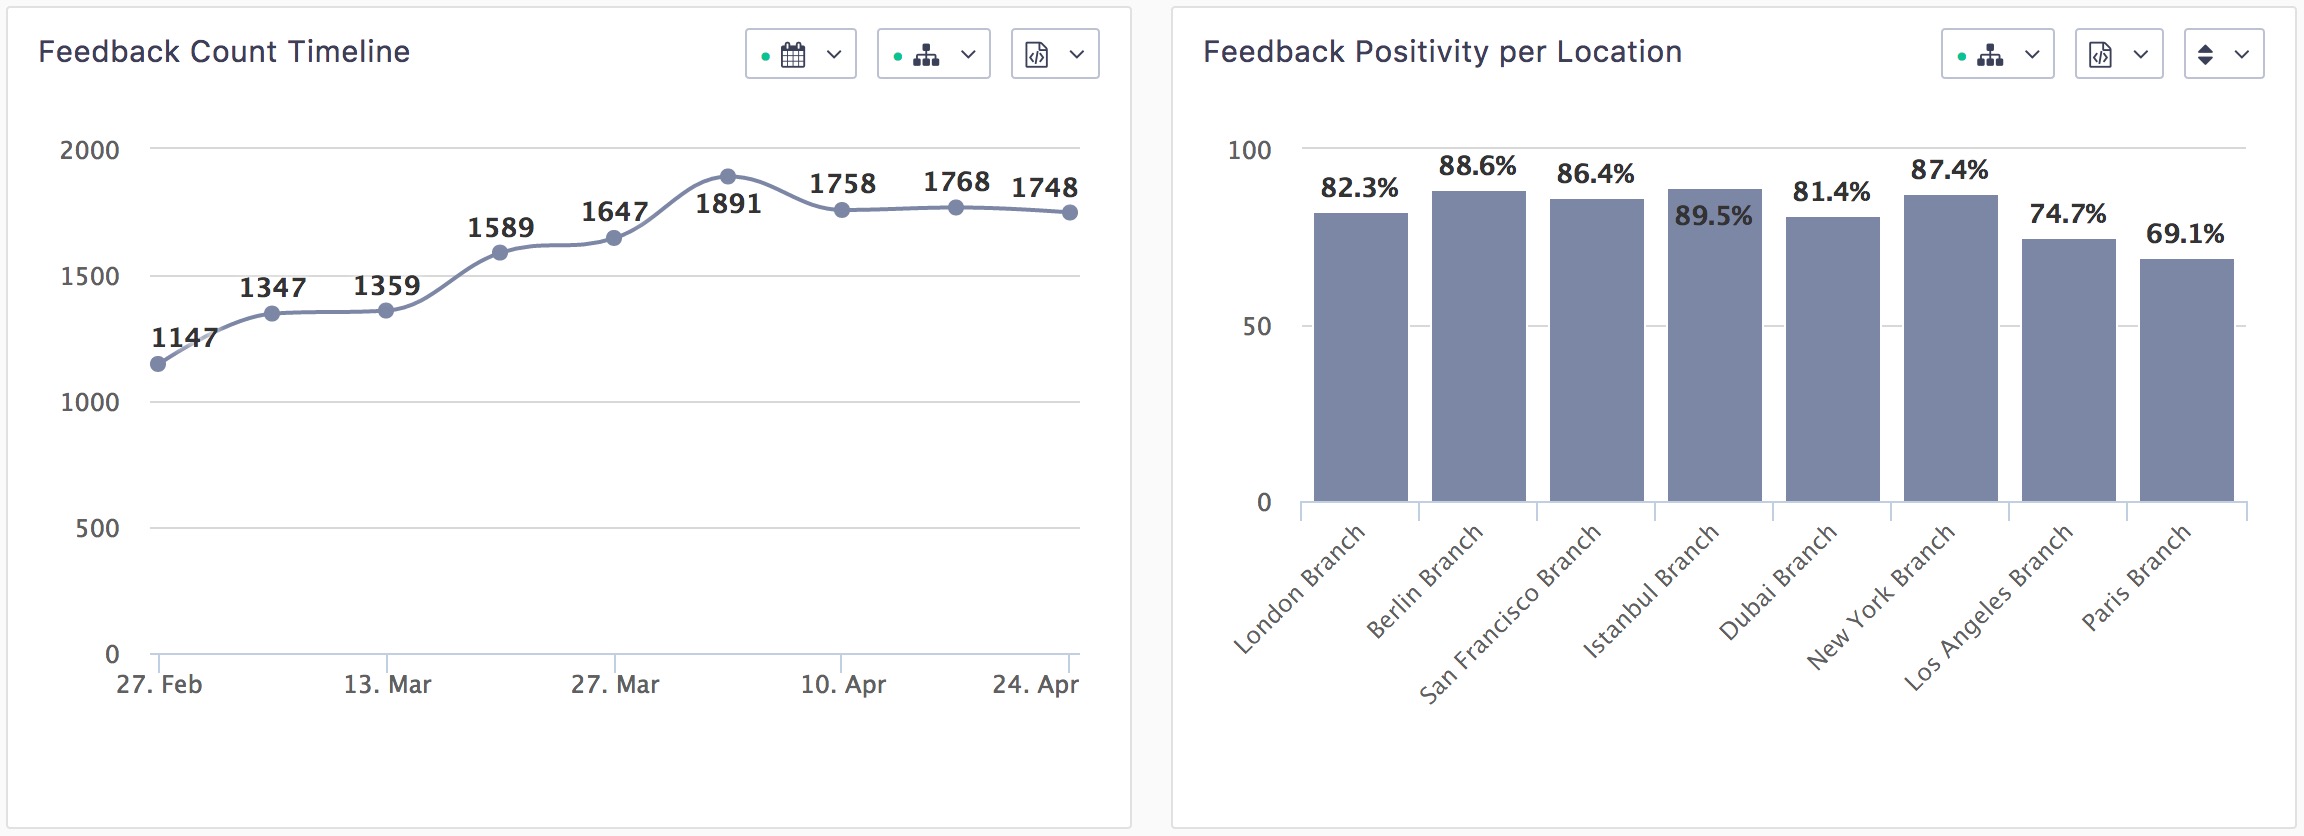 Feedback Count Timeline
2000
1500
1000
500
0
1147
1347
1359
1589
1647
1891
1758
1768
1748
27. Feb
13. Mar
27. Mar
10. Apr
24. Apr
Feedback Positivity per Location
100
50
0
82.3%
88.6%
86.4%
89.5%
81.4%
87.4%
74.7%
69.1%
London Branch
Berlin Branch
San Francisco Branch
Istanbul Branch
Dubai Branch
New York Branch
Los Angeles Branch
Paris Branch